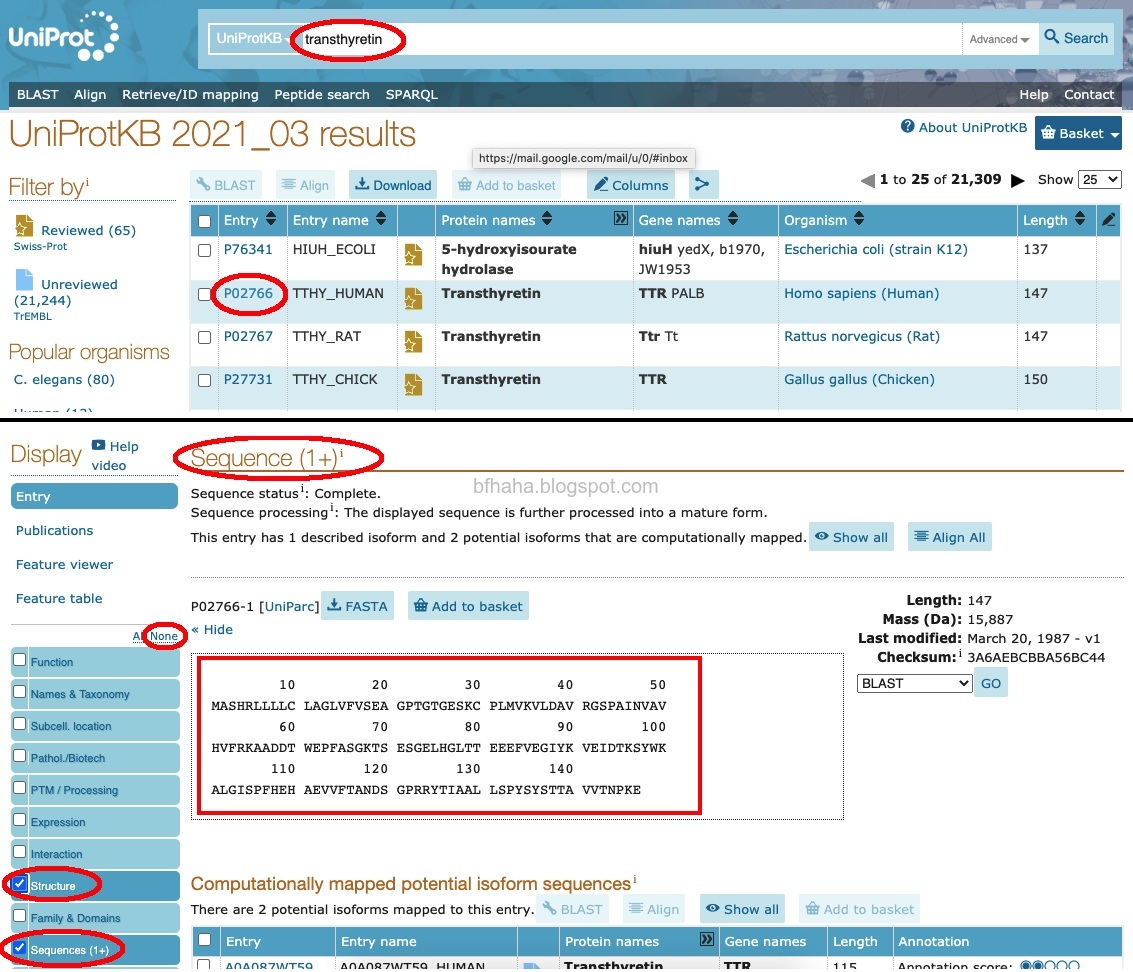 UniProt
UniProtKB transthyretin Advanced Search
BLAST Align Retrieve/ID mapping Peptide search SPARQL Help Contact
UniProtKB 2021_03 results
About UniProtKB Basket
https://mail.google.com/mail/u/0/#inbox
Filter by i
BLAST Align Download Add to basket Columns 1 to 25 of 21,309 Show 25
Reviewed (65)
Swiss-Prot
Unreviewed
(21,244)
TrEMBL
Popular organisms
C. elegans (80)
Human (12)
Entry Entry name Protein names Gene names Organism Length
P76341 HIUH_ECOLI 5-hydroxyisourate hiuH yedX, b1970, Escherichia coli (strain K12) 137
hydrolase JW1953
P02766 TTHY_HUMAN Transthyretin TTR PALB Homo sapiens (Human) 147
P02767 TTHY_RAT Transthyretin Ttr Tt Rattus norvegicus (Rat) 147
P27731 TTHY_CHICK Transthyretin TTR Gallus gallus (Chicken) 150
Display Help
video
Entry
Publications
Feature viewer
Feature table
All None
Function
Names & Taxonomy
Subcell. location
Pathol./Biotech
PTM / Processing
Expression
Interaction
Structure
Family & Domains
Sequences (1+)
Sequence (1+) i
bfhaha.blogspot.com
Sequence status i: Complete.
Sequence processing i: The displayed sequence is further processed into a mature form.
This entry has 1 described isoform and 2 potential isoforms that are computationally mapped. Show all Align All
P02766-1 [UniParc] FASTA Add to basket
« Hide
Length: 147
Mass (Da): 15,887
Last modified: March 20, 1987 - v1
Checksum: i 3A6AEBCBBA56BC44
BLAST GO
10 20 30 40 50
MASHRLLLLC LAGLVFVSEA GPTGTGESKC PLMVKVLDAV RGSPAINVAV
60 70 80 90 100
HVFRKAADDT WEPFASGKTS ESGELHGLTT EEEFVEGIYK VEIDTKSYWK
110 120 130 140
ALGISPFHEH AEVVFTANDS GPRRYTIAAL LSPYSYSTTA VVTNPKE
Computationally mapped potential isoform sequences i
There are 2 potential isoforms mapped to this entry. BLAST Align Show all Add to basket
Entry Entry name Protein names Gene names Length Annotation
A0A087WT59 A0A087WT59_HUMAN Transthyretin TTR 115 Annotation score: